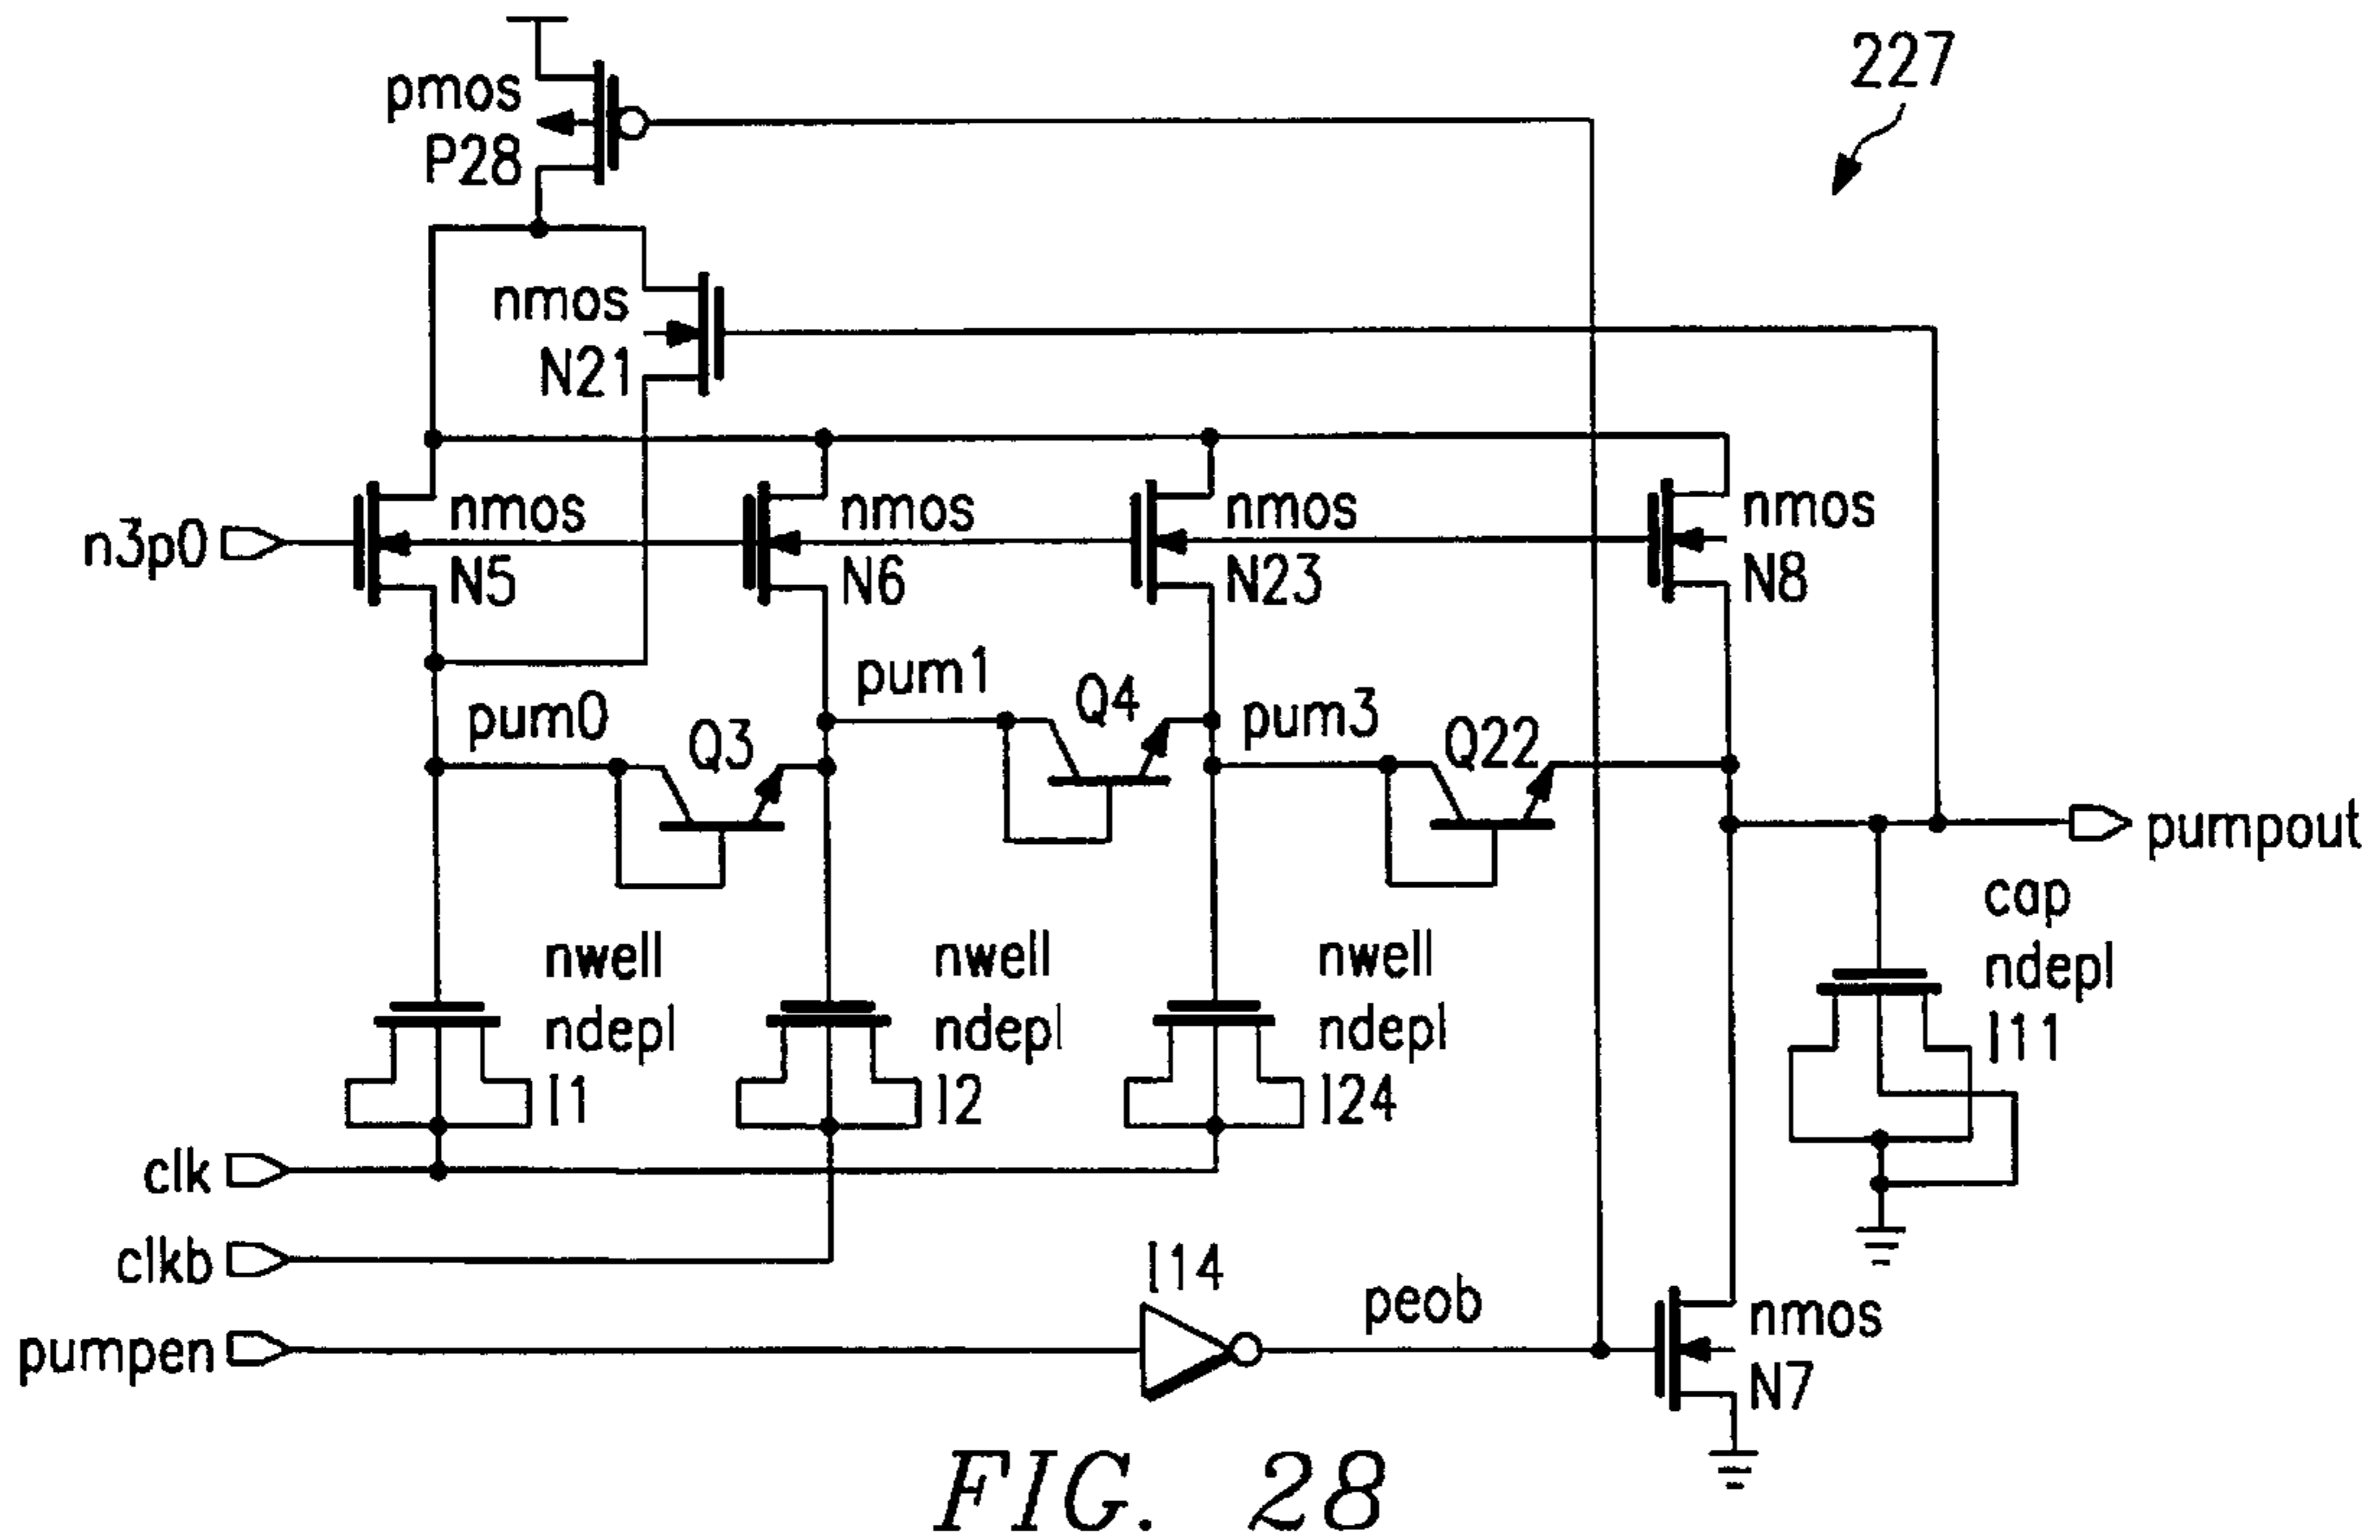 227
pmos
P28
nmos
N21
n3p0
nmos
N5
nmos
N6
nmos
N23
nmos
N8
pum0
Q3
pum1
Q4
pum3
Q22
pumpout
nwell
ndepl
I1
nwell
ndepl
I2
nwell
ndepl
I24
cap
ndepl
I11
clk
clkb
pumpen
I14
peob
nmos
N7
FIG. 28